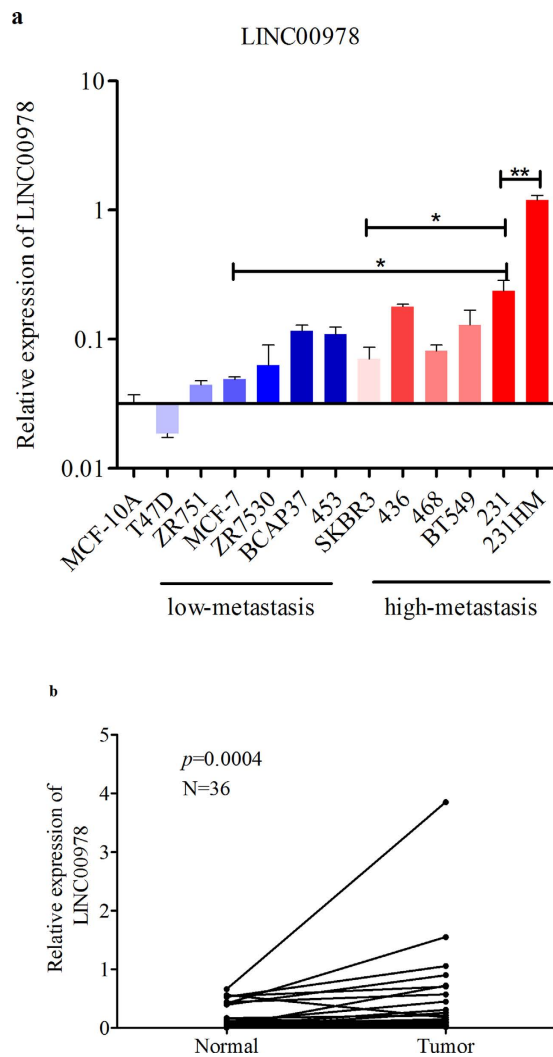 a
LINC00978
Relative expression of LINC00978
10
1
0.1
0.01
**
*
*
MCF-10A
T47D
ZR751
MCF-7
ZR7530
BCAP37
453
SKBR3
436
468
BT549
231
231HM
low-metastasis
high-metastasis
b
Relative expression of
LINC00978
5
4
3
2
1
0
p=0.0004
N=36
Normal
Tumor